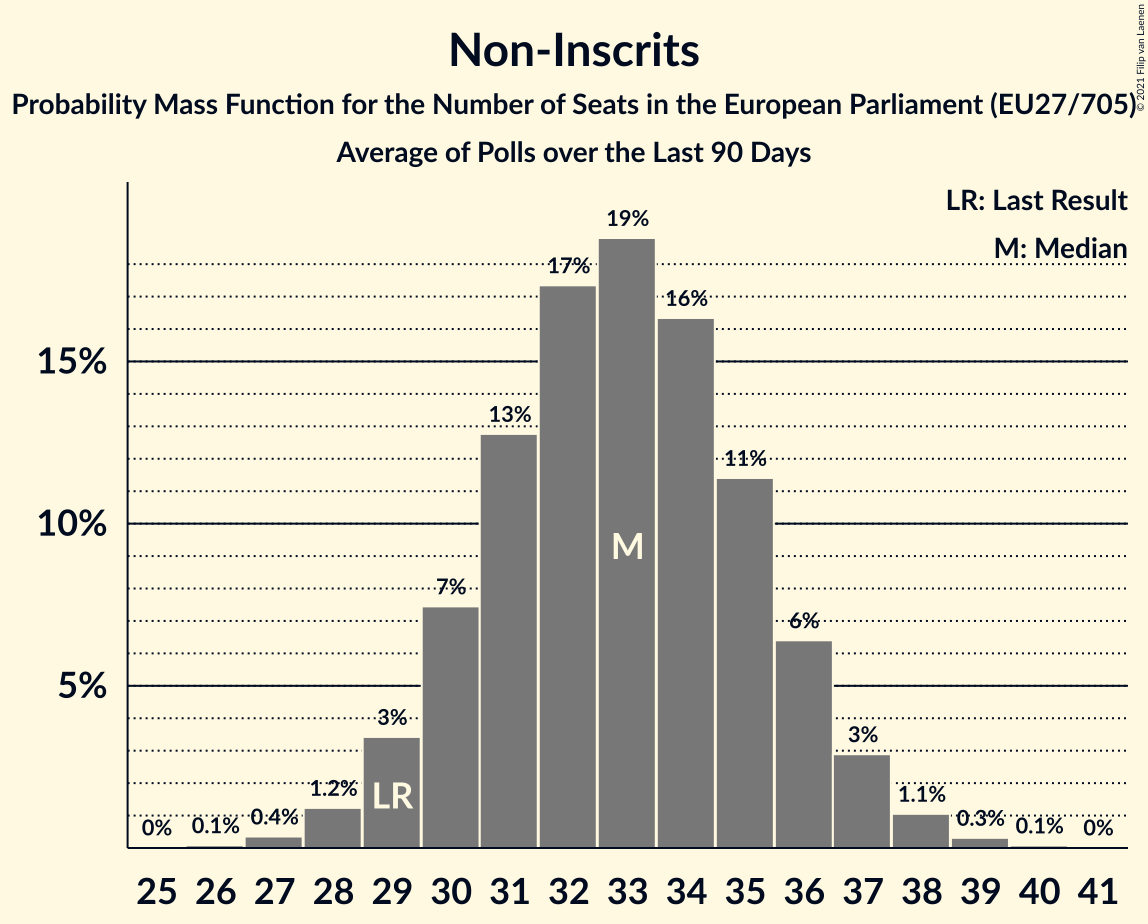 Non-Inscrits
Probability Mass Function for the Number of Seats in the European Parliament (EU27/705)
Average of Polls over the Last 90 Days
© 2021 Filip van Laenen
LR: Last Result
M: Median
15%
10%
5%
0%
0.1%
0.4%
1.2%
3%
7%
13%
17%
19%
16%
11%
6%
3%
1.1%
0.3%
0.1%
0%
LR
M
25 26 27 28 29 30 31 32 33 34 35 36 37 38 39 40 41